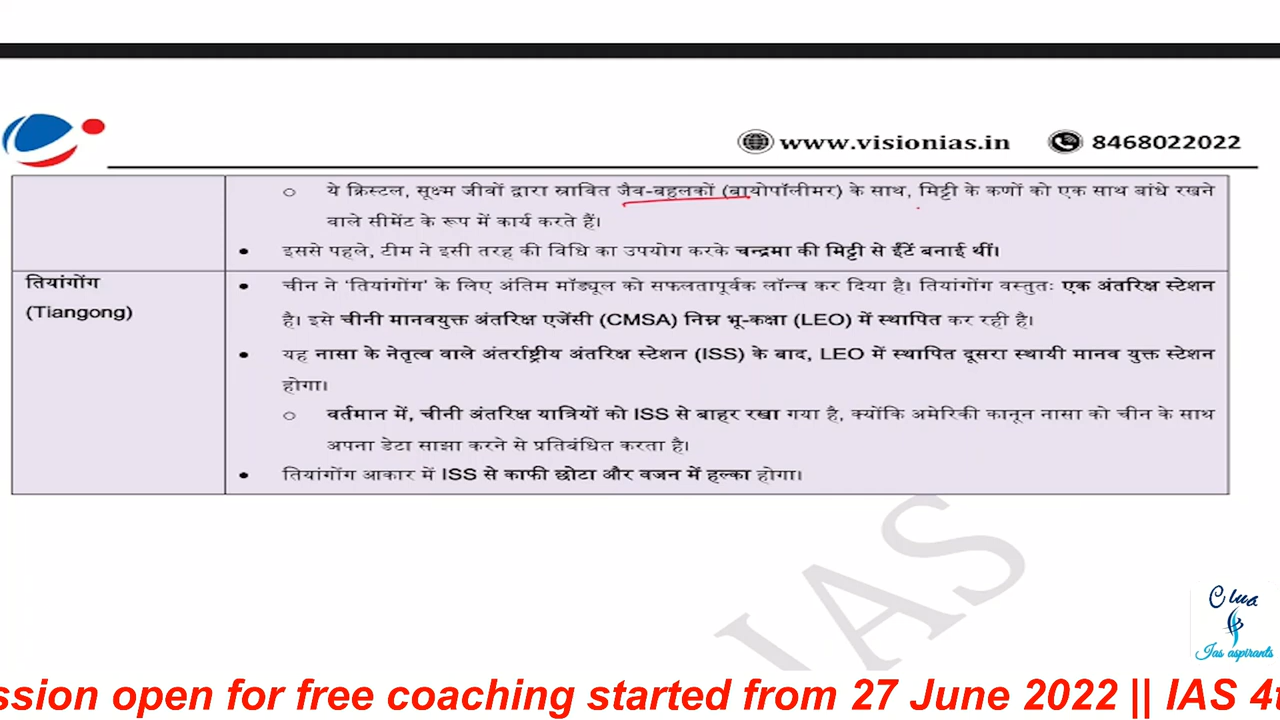 www.visionias.in 8468022022
○ ये क्रिस्टल, सूक्ष्म जीवों द्वारा स्रावित जैव-बहुलकों (बायोपॉलीमर) के साथ, मिट्टी के कणों को एक साथ बांधे रखने
वाले सीमेंट के रूप में कार्य करते हैं।
• इससे पहले, टीम ने इसी तरह की विधि का उपयोग करके चन्द्रमा की मिट्टी से ईंटें बनाई थीं।
तियांगोंग
(Tiangong)
• चीन ने ‘तियांगोंग’ के लिए अंतिम मॉड्यूल को सफलतापूर्वक लॉन्च कर दिया है। तियांगोंग वस्तुतः एक अंतरिक्ष स्टेशन
है। इसे चीनी मानवयुक्त अंतरिक्ष एजेंसी (CMSA) निम्न भू-कक्षा (LEO) में स्थापित कर रही है।
• यह नासा के नेतृत्व वाले अंतर्राष्ट्रीय अंतरिक्ष स्टेशन (ISS) के बाद, LEO में स्थापित दूसरा स्थायी मानव युक्त स्टेशन
होगा।
○ वर्तमान में, चीनी अंतरिक्ष यात्रियों को ISS से बाहर रखा गया है, क्योंकि अमेरिकी कानून नासा को चीन के साथ
अपना डेटा साझा करने से प्रतिबंधित करता है।
• तियांगोंग आकार में ISS से काफी छोटा और वजन में हल्का होगा।
IAS
Clua
Ias aspirants
ssion open for free coaching started from 27 June 2022 || IAS 4t